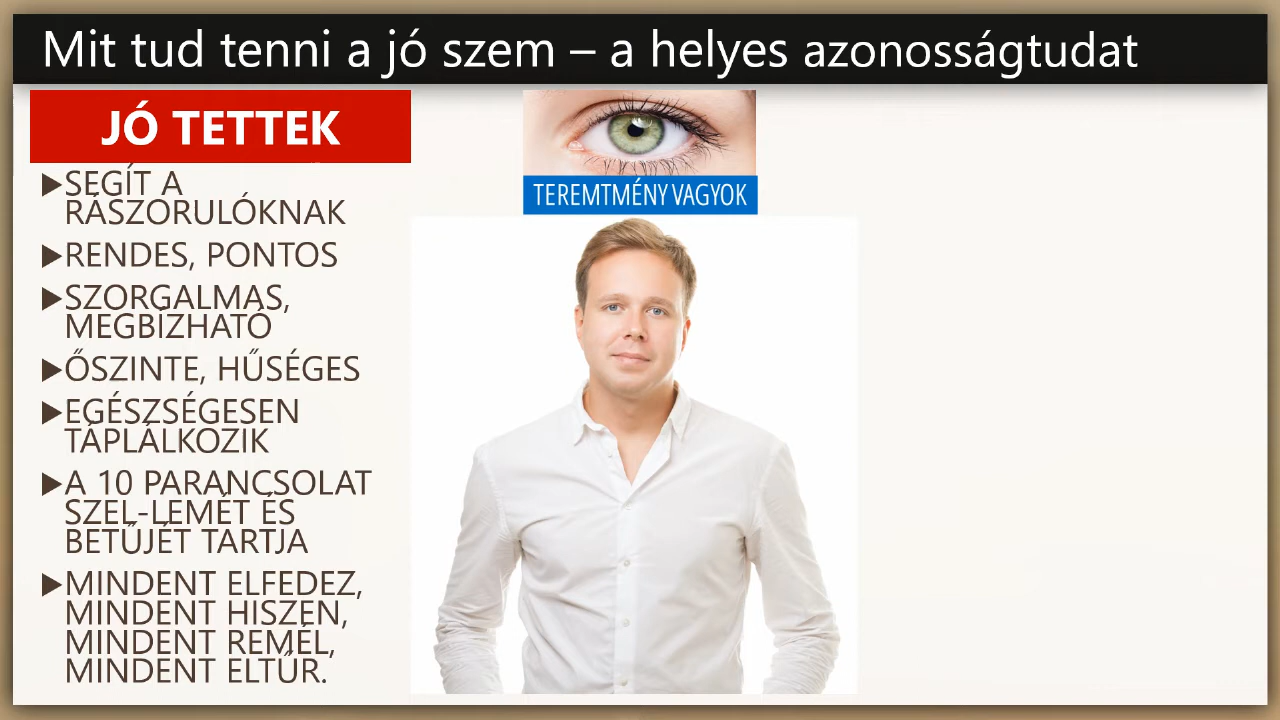 Mit tud tenni a jó szem – a helyes azonosságtudat
JÓ TETTEK
SEGÍT A
RÁSZORULÓKNAK
RENDES, PONTOS
SZORGALMAS,
MEGBÍZHATÓ
ŐSZINTE, HŰSÉGES
EGÉSZSÉGESEN
TÁPLÁLKOZIK
A 10 PARANCSOLAT
SZEL-LEMÉT ÉS
BETŰJÉT TARTJA
MINDENT ELFEDEZ,
MINDENT HISZEN,
MINDENT REMÉL,
MINDENT ELTŰR.
TEREMTMÉNY VAGYOK